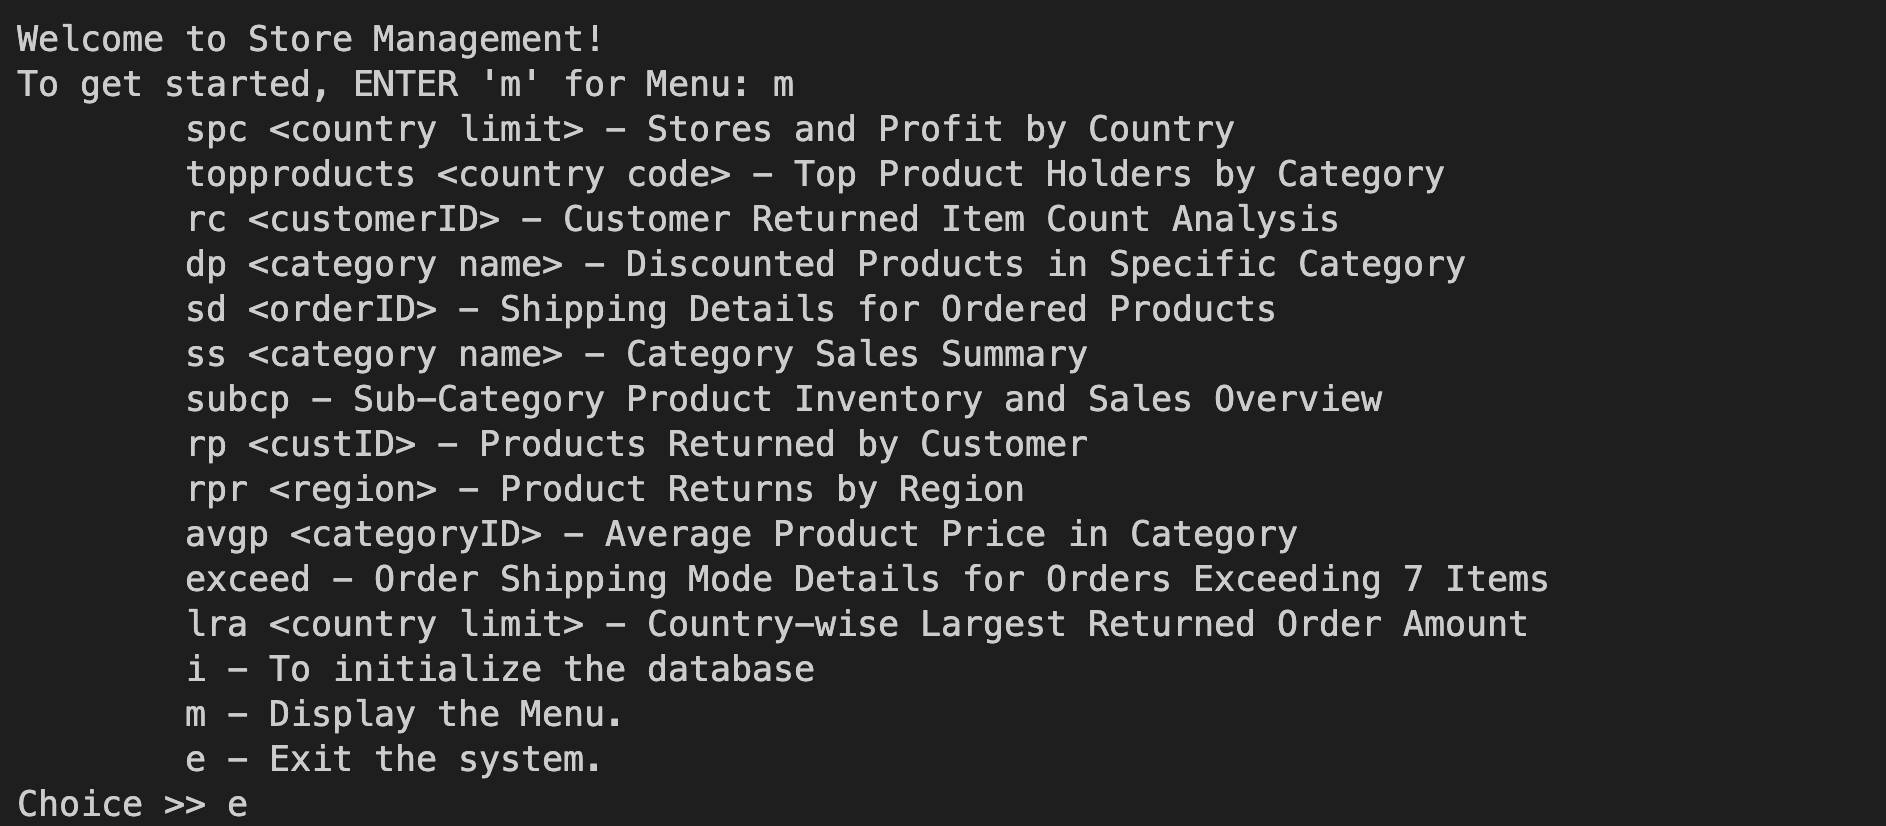 Welcome to Store Management!
To get started, ENTER 'm' for Menu: m
spc <country limit> – Stores and Profit by Country
topproducts <country code> – Top Product Holders by Category
rc <customerID> – Customer Returned Item Count Analysis
dp <category name> – Discounted Products in Specific Category
sd <orderID> – Shipping Details for Ordered Products
ss <category name> – Category Sales Summary
subcp – Sub-Category Product Inventory and Sales Overview
rp <custID> – Products Returned by Customer
rpr <region> – Product Returns by Region
avgp <categoryID> – Average Product Price in Category
exceed – Order Shipping Mode Details for Orders Exceeding 7 Items
lra <country limit> – Country-wise Largest Returned Order Amount
i – To initialize the database
m – Display the Menu.
e – Exit the system.
Choice >> e